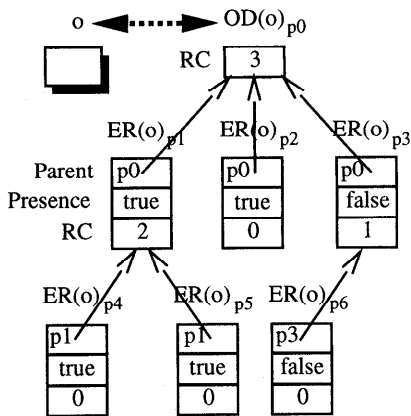 o OD(o)p0
RC 3
ER(o)p1 ER(o)p2 ER(o)p3
Parent p0 p0 p0
Presence true true false
RC 2 0 1
ER(o)p4 ER(o)p5 ER(o)p6
p1 p1 p3
true true false
0 0 0